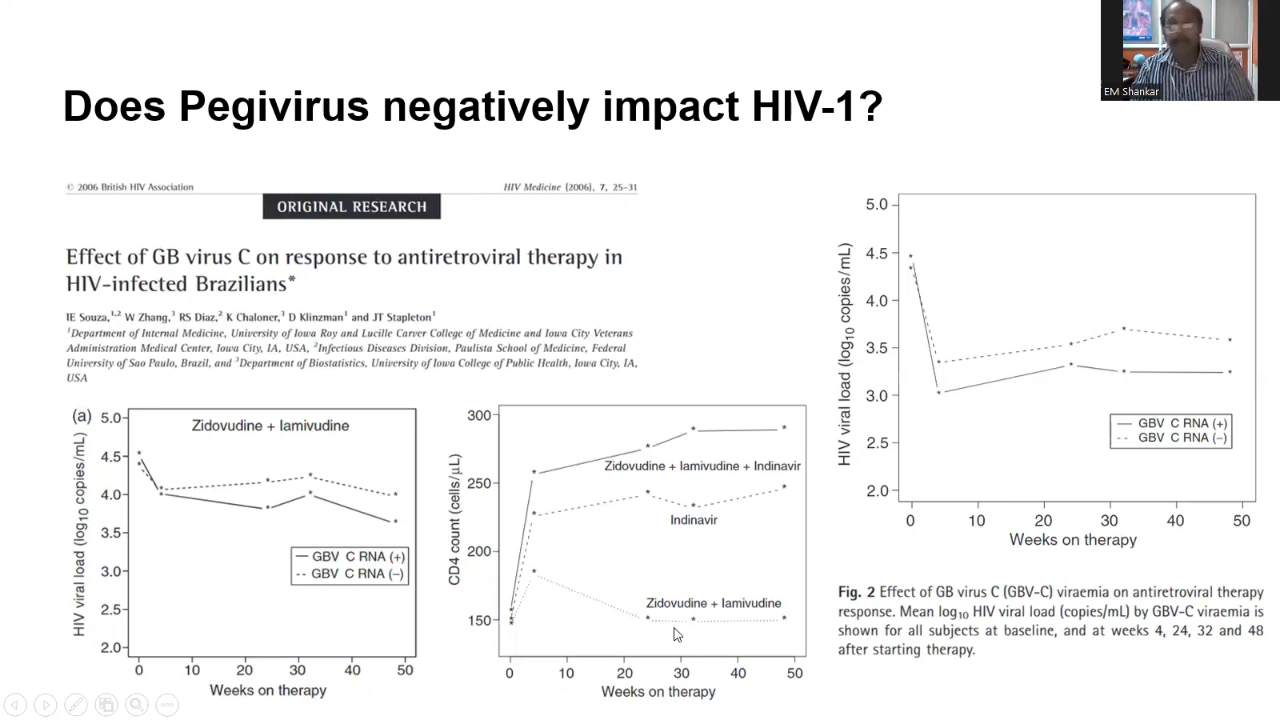 EM Shankar
Does Pegivirus negatively impact HIV-1?
© 2006 British HIV Association
HIV Medicine (2006), 7, 25–31
ORIGINAL RESEARCH
Effect of GB virus C on response to antiretroviral therapy in
HIV-infected Brazilians*
IE Souza,1,2 W Zhang,3 RS Diaz,2 K Chaloner,3 D Klinzman1 and JT Stapleton1
1Department of Internal Medicine, University of Iowa Roy and Lucille Carver College of Medicine and Iowa City Veterans
Administration Medical Center, Iowa City, IA, USA, 2Infectious Diseases Division, Paulista School of Medicine, Federal
University of Sao Paulo, Brazil, and 3Department of Biostatistics, University of Iowa College of Public Health, Iowa City, IA,
USA
(a)
Zidovudine + lamivudine
HIV viral load (log10 copies/mL)
5.0
4.5
4.0
3.5
3.0
2.5
2.0
GBV C RNA (+)
GBV C RNA (–)
0 10 20 30 40 50
Weeks on therapy
CD4 count (cells/μL)
300
250
200
150
Zidovudine + lamivudine + Indinavir
Indinavir
Zidovudine + lamivudine
0 10 20 30 40 50
Weeks on therapy
HIV viral load (log10 copies/mL)
5.0
4.5
4.0
3.5
3.0
2.5
2.0
GBV C RNA (+)
GBV C RNA (–)
0 10 20 30 40 50
Weeks on therapy
Fig. 2 Effect of GB virus C (GBV-C) viraemia on antiretroviral therapy
response. Mean log10 HIV viral load (copies/mL) by GBV-C viraemia is
shown for all subjects at baseline, and at weeks 4, 24, 32 and 48
after starting therapy.